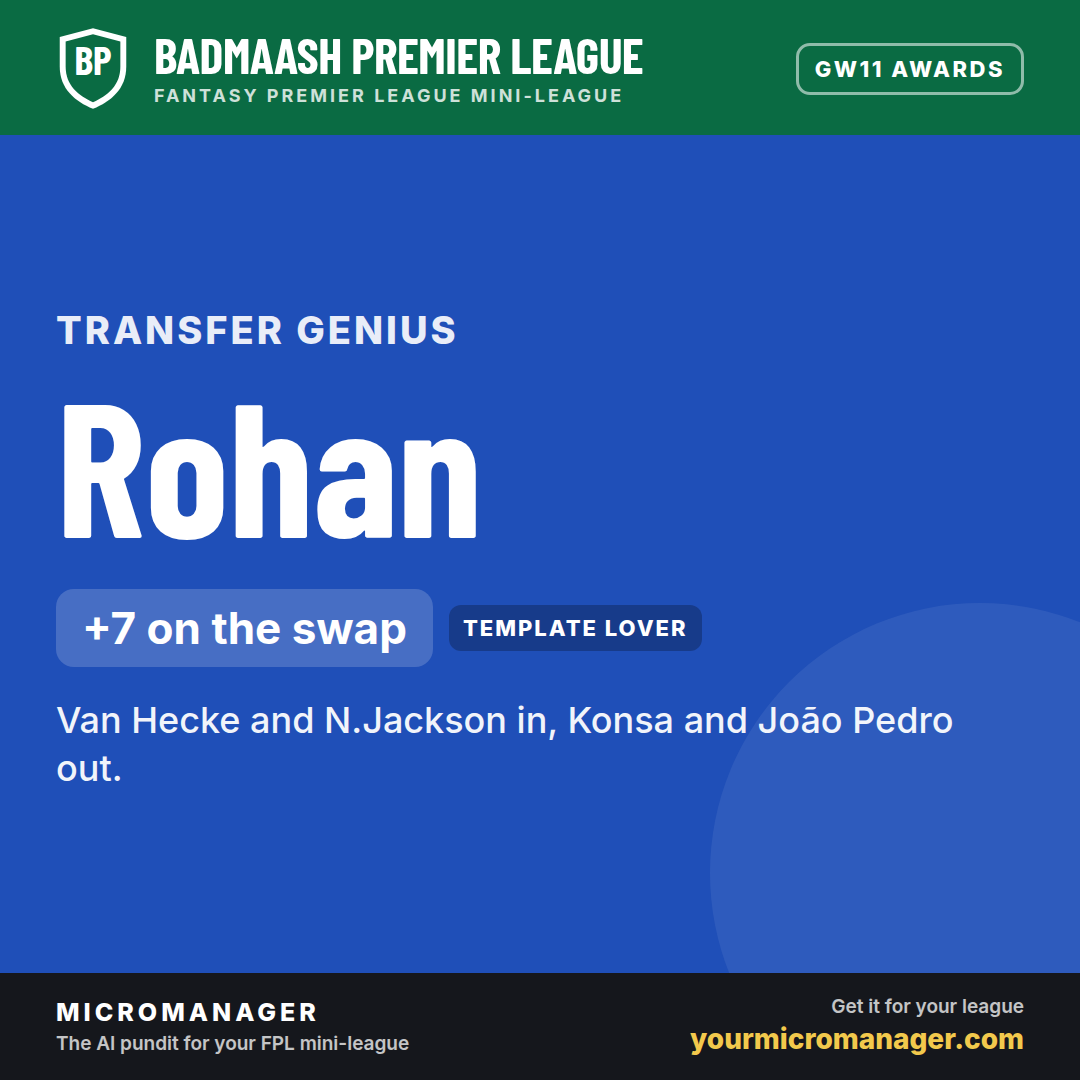 BP
BADMAASH PREMIER LEAGUE
FANTASY PREMIER LEAGUE MINI-LEAGUE
GW11 AWARDS
TRANSFER GENIUS
Rohan
+7 on the swap
TEMPLATE LOVER
Van Hecke and N.Jackson in, Konsa and João Pedro
out.
MICROMANAGER
The AI pundit for your FPL mini-league
Get it for your league
yourmicromanager.com